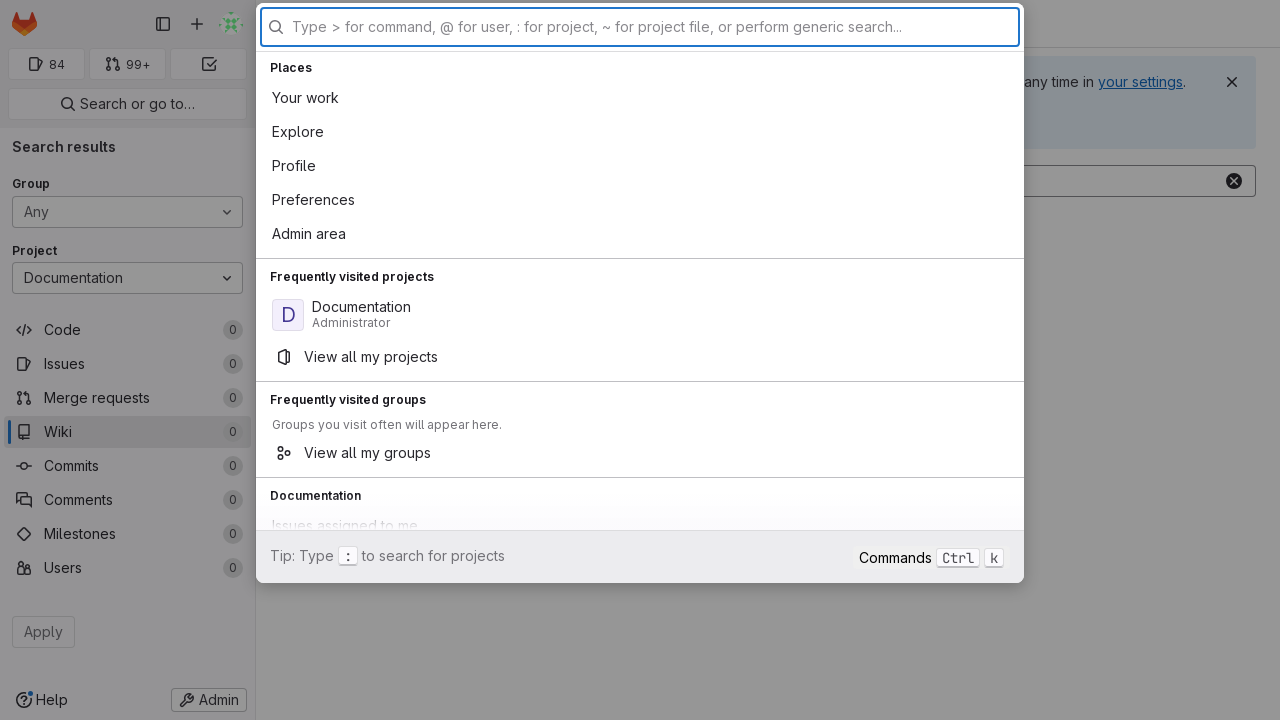 84
99+
Search or go to…
Search results
Group
Any
Project
Documentation
Code 0
Issues 0
Merge requests 0
Wiki 0
Commits 0
Comments 0
Milestones 0
Users 0
Apply
Help
Admin
Type > for command, @ for user, : for project, ~ for project file, or perform generic search...
Places
Your work
Explore
Profile
Preferences
Admin area
Frequently visited projects
D
Documentation
Administrator
View all my projects
Frequently visited groups
Groups you visit often will appear here.
View all my groups
Documentation
Issues assigned to me
Tip: Type : to search for projects
Commands Ctrl k
any time in your settings.